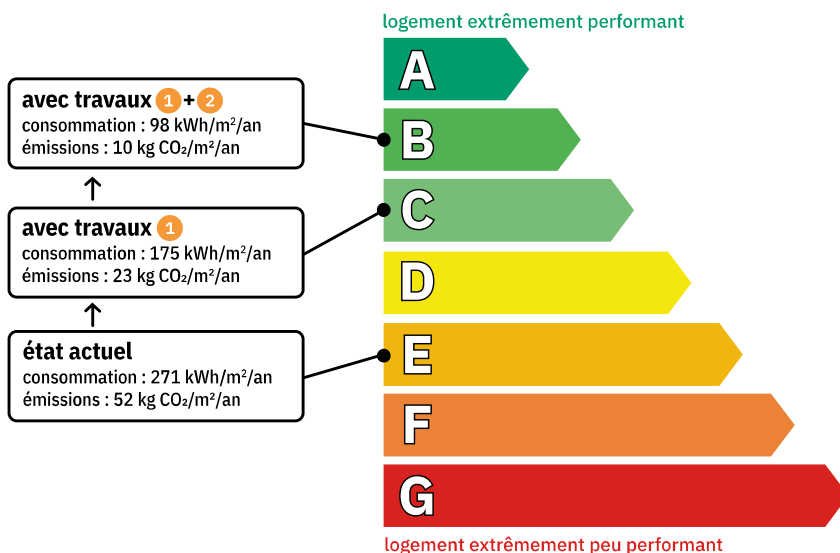 logement extrêmement performant
avec travaux 1 + 2
consommation : 98 kWh/m²/an
émissions : 10 kg CO₂/m²/an
avec travaux 1
consommation : 175 kWh/m²/an
émissions : 23 kg CO₂/m²/an
état actuel
consommation : 271 kWh/m²/an
émissions : 52 kg CO₂/m²/an
A
B
C
D
E
F
G
logement extrêmement peu performant